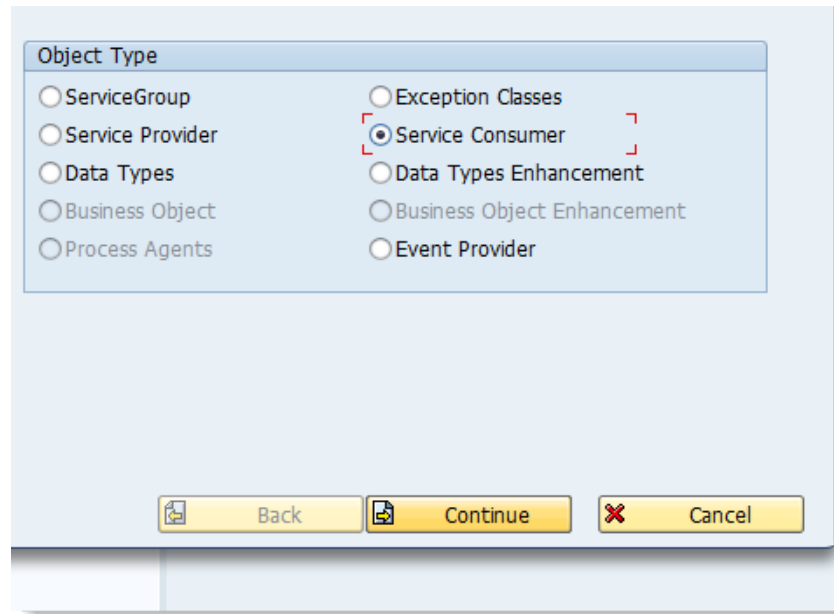 Object Type
ServiceGroup
Exception Classes
Service Provider
Service Consumer
Data Types
Data Types Enhancement
Business Object
Business Object Enhancement
Process Agents
Event Provider
Back
Continue
Cancel